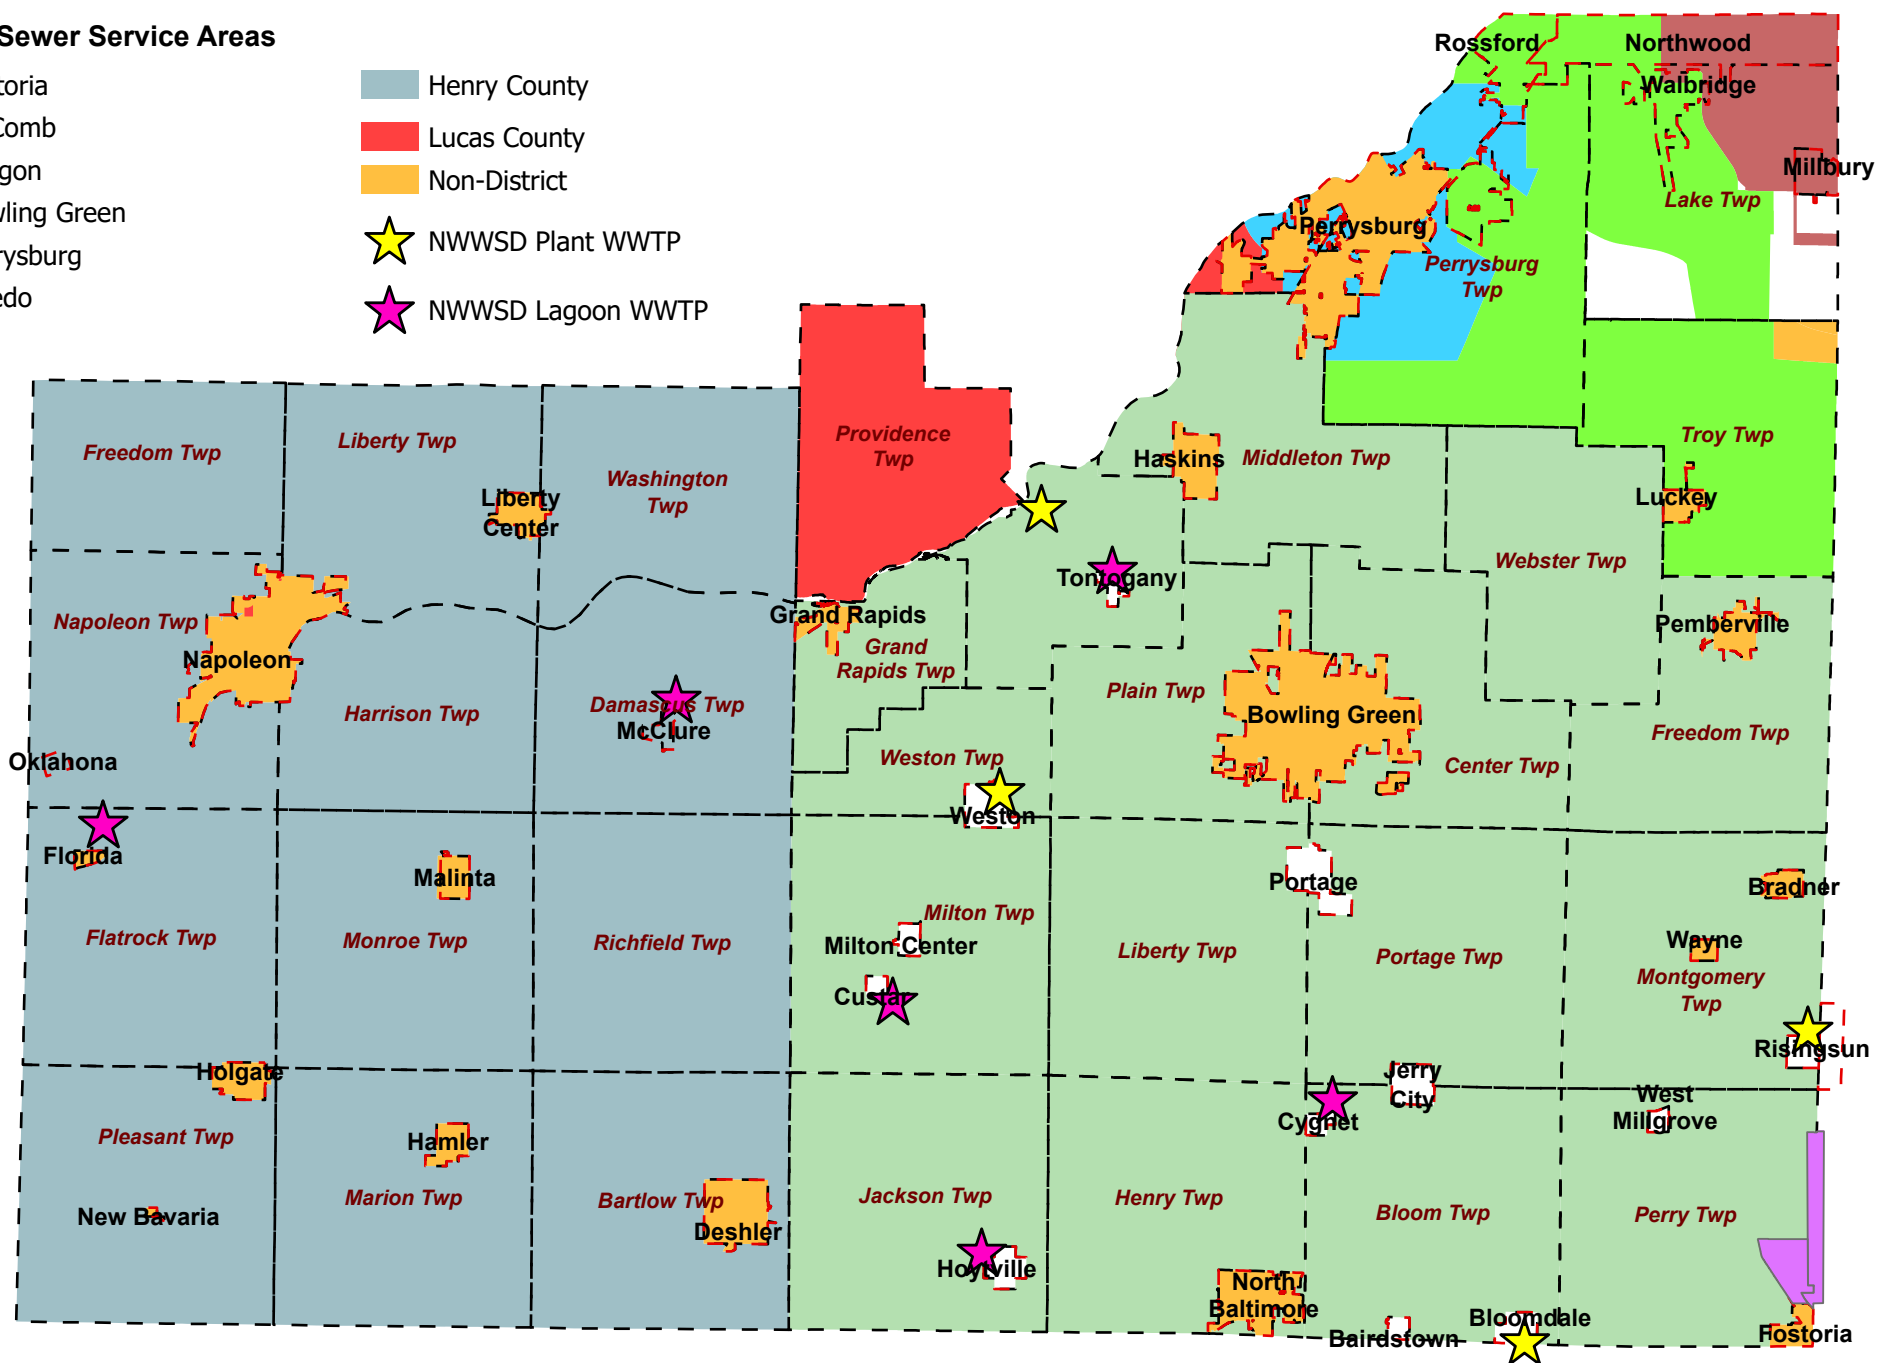 Sewer Service Areas
toria
Comb
gon
wling Green
rysburg
edo
Henry County
Lucas County
Non-District
NWWSD Plant WWTP
NWWSD Lagoon WWTP
Rossford
Northwood
Walbridge
Millbury
Lake Twp
Perrysburg
Perrysburg
Twp
Freedom Twp
Liberty Twp
Washington
Twp
Providence
Twp
Haskins
Middleton Twp
Troy Twp
Liberty
Center
Luckey
Webster Twp
Tontogany
Napoleon Twp
Napoleon
Grand Rapids
Grand
Rapids Twp
Pemberville
Harrison Twp
Damascus Twp
McClure
Plain Twp
Bowling Green
Freedom Twp
Oklahoma
Weston Twp
Center Twp
Weston
Florida
Malinta
Portage
Bradner
Flatrock Twp
Monroe Twp
Richfield Twp
Milton Twp
Milton Center
Liberty Twp
Portage Twp
Wayne
Montgomery
Twp
Custar
Risingsun
Holgate
Jerry
City
West
Millgrove
Cygnet
Pleasant Twp
Hamler
New Bavaria
Marion Twp
Bartlow Twp
Deshler
Jackson Twp
Henry Twp
Bloom Twp
Perry Twp
Hoytville
North
Baltimore
Bairdstown
Bloomdale
Fostoria